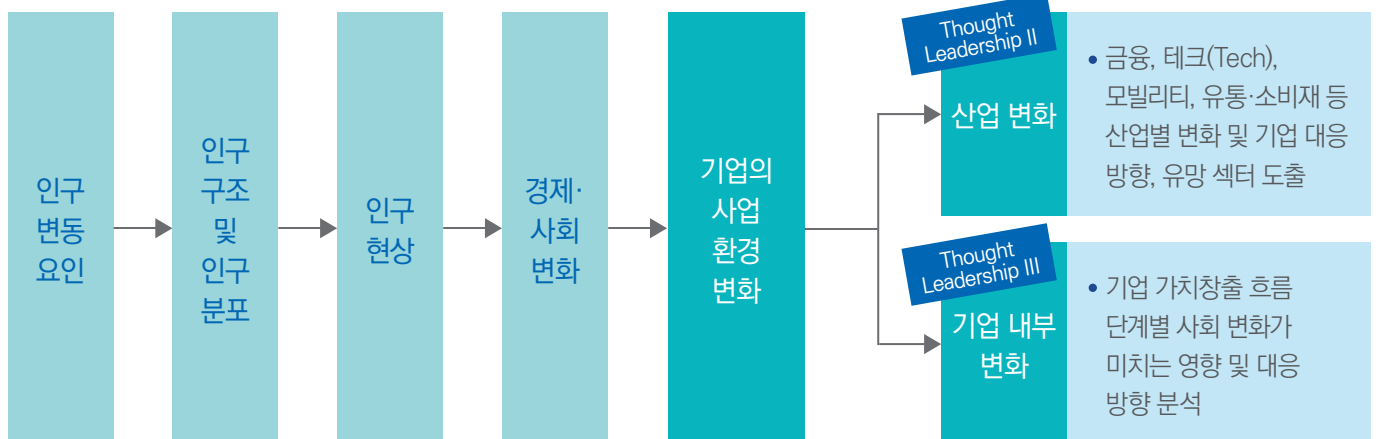 인구
변동
요인
인구
구조
및
인구
분포
인구
현상
경제·
사회
변화
기업의
사업
환경
변화
Thought
Leadership II
산업 변화
• 금융, 테크(Tech),
모빌리티, 유통·소비재 등
산업별 변화 및 기업 대응
방향, 유망 섹터 도출
Thought
Leadership III
기업 내부
변화
• 기업 가치창출 흐름
단계별 사회 변화가
미치는 영향 및 대응
방향 분석